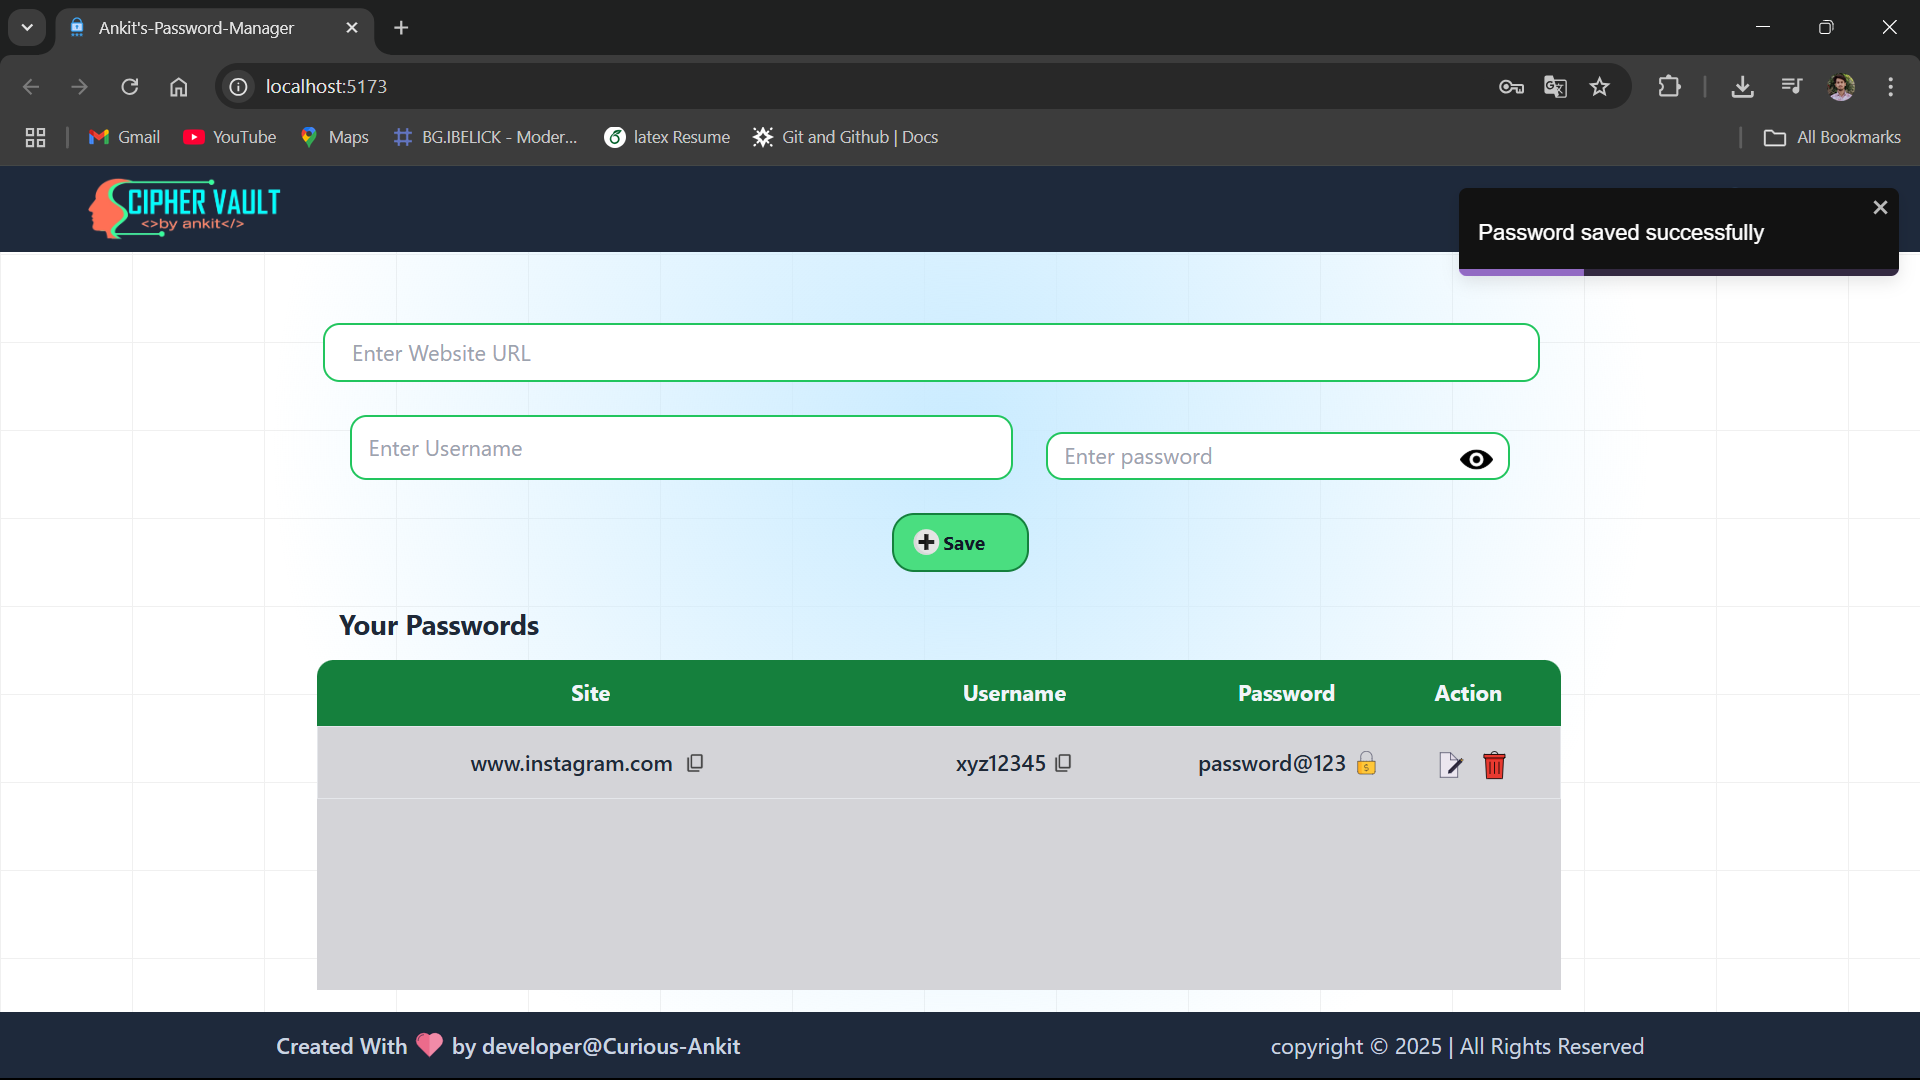 Ankit's-Password-Manager
localhost:5173
Gmail YouTube Maps BG.IBELICK - Moder... latex Resume Git and Github | Docs All Bookmarks
CIPHER VAULT
<>by ankit</>
Password saved successfully
Enter Website URL
Enter Username
Enter password
Save
Your Passwords
Site Username Password Action
www.instagram.com xyz12345 password@123
Created With by developer@Curious-Ankit
copyright © 2025 | All Rights Reserved